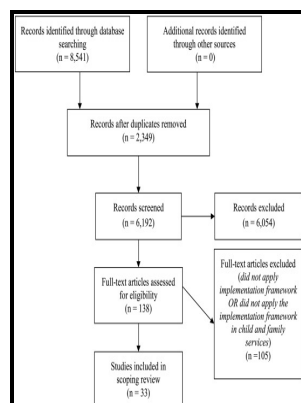 Records identified through database
searching
(n = 8,541)
Additional records identified
through other sources
(n = 0)
Records after duplicates removed
(n = 2,349)
Records screened
(n = 6,192)
Records excluded
(n = 6,054)
Full-text articles assessed
for eligibility
(n = 138)
Full-text articles excluded
(did not apply
implementation framework
OR did not apply the
implementation framework
in child and family
services)
(n =105)
Studies included in
scoping review
(n = 33)